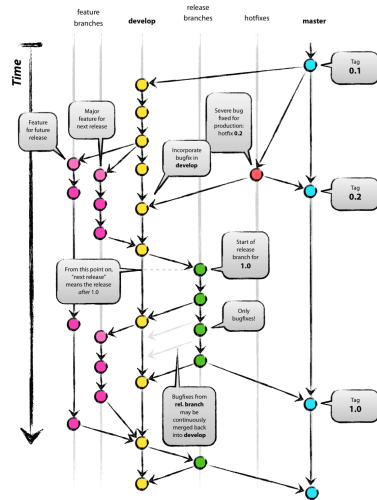 feature
branches
develop
release
branches
hotfixes
master
Time
Tag
0.1
Major
feature for
next release
Severe bug
fixed for
production:
hotfix 0.2
Feature
for future
release
Incorporate
bugfix in
develop
Tag
0.2
Start of
release
branch for
1.0
From this point on,
"next release"
means the release
after 1.0
Only
bugfixes!
Bugfixes from
rel. branch
may be
continuously
merged back
into develop
Tag
1.0